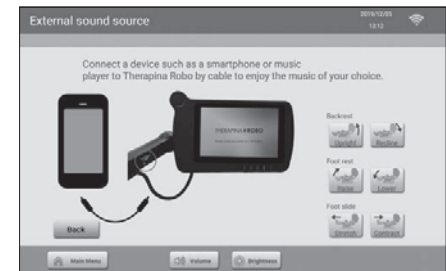 External sound source
2019/12/05
13:12
Connect a device such as a smartphone or music
player to Therapina Robo by cable to enjoy the music of your choice.
THERAPINA ROBO
Backrest
Upright
Recline
Foot rest
Raise
Lower
Foot slide
Stretch
Contract
Back
Main Menu
Volume
Brightness